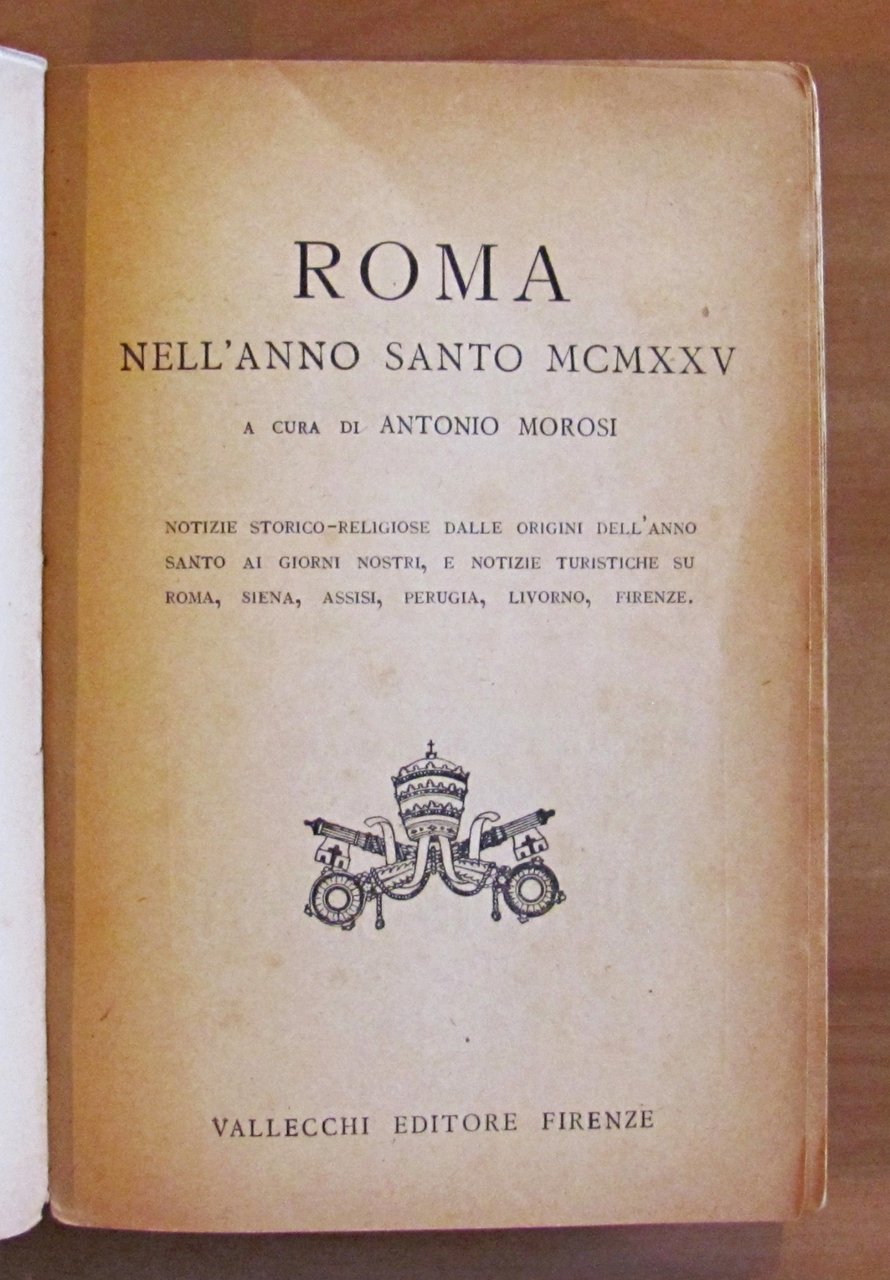 ROMA
NELL'ANNO SANTO MCMXXV
A CURA DI ANTONIO MOROSI
NOTIZIE STORICO-RELIGIOSE DALLE ORIGINI DELL'ANNO
SANTO AI GIORNI NOSTRI, E NOTIZIE TURISTICHE SU
ROMA, SIENA, ASSISI, PERUGIA, LIVORNO, FIRENZE.
VALLECCHI EDITORE FIRENZE